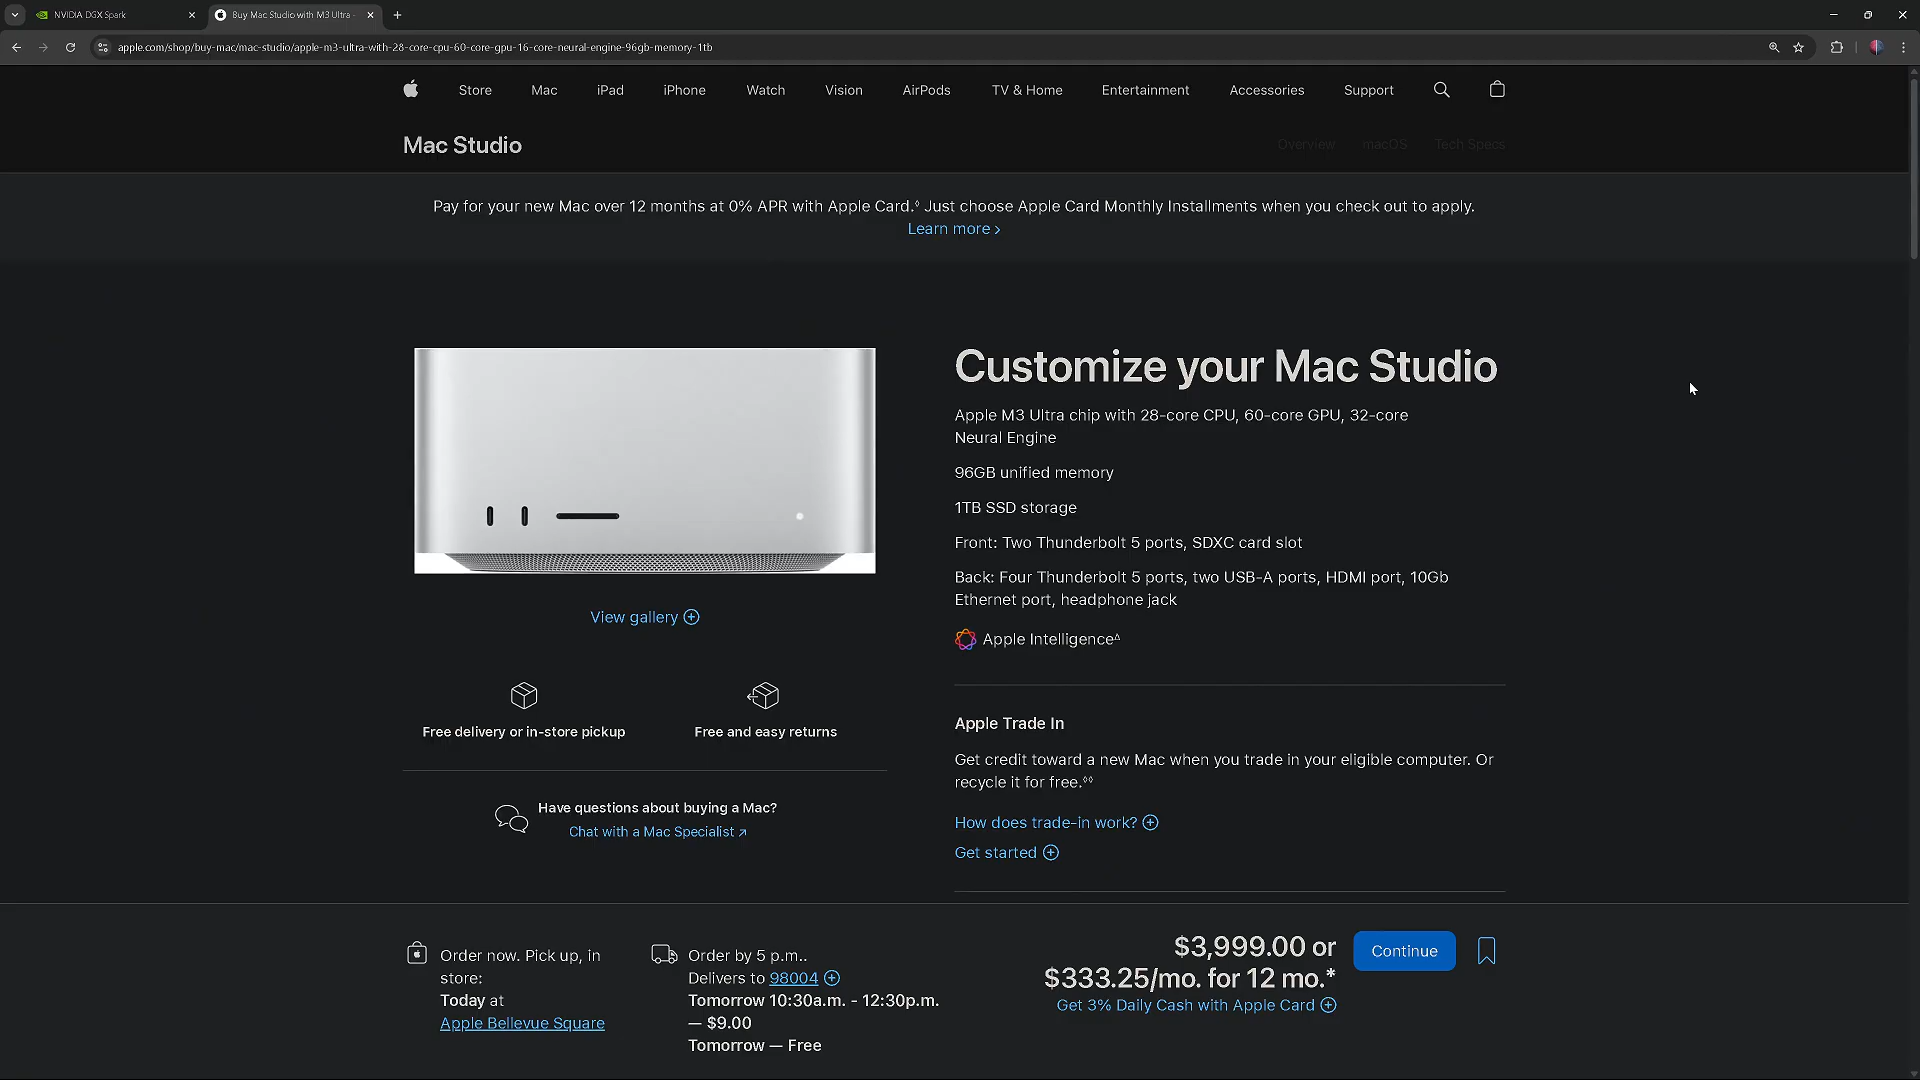 NVIDIA DGX Spark
Buy Mac Studio with M3 Ultra -
apple.com/shop/buy-mac/mac-studio/apple-m3-ultra-with-28-core-cpu-60-core-gpu-16-core-neural-engine-96gb-memory-1tb
Store Mac iPad iPhone Watch Vision AirPods TV & Home Entertainment Accessories Support
Mac Studio
Overview macOS Tech Specs
Pay for your new Mac over 12 months at 0% APR with Apple Card.◊ Just choose Apple Card Monthly Installments when you check out to apply.
Learn more >
Customize your Mac Studio
Apple M3 Ultra chip with 28-core CPU, 60-core GPU, 32-core
Neural Engine
96GB unified memory
1TB SSD storage
Front: Two Thunderbolt 5 ports, SDXC card slot
Back: Four Thunderbolt 5 ports, two USB-A ports, HDMI port, 10Gb
Ethernet port, headphone jack
Apple Intelligence∆
View gallery
Free delivery or in-store pickup
Free and easy returns
Have questions about buying a Mac?
Chat with a Mac Specialist ↗
Apple Trade In
Get credit toward a new Mac when you trade in your eligible computer. Or
recycle it for free.◊◊
How does trade-in work?
Get started
Order now. Pick up, in
store:
Today at
Apple Bellevue Square
Order by 5 p.m..
Delivers to 98004
Tomorrow 10:30a.m. - 12:30p.m.
— $9.00
Tomorrow — Free
$3,999.00 or
$333.25/mo. for 12 mo.*
Get 3% Daily Cash with Apple Card
Continue